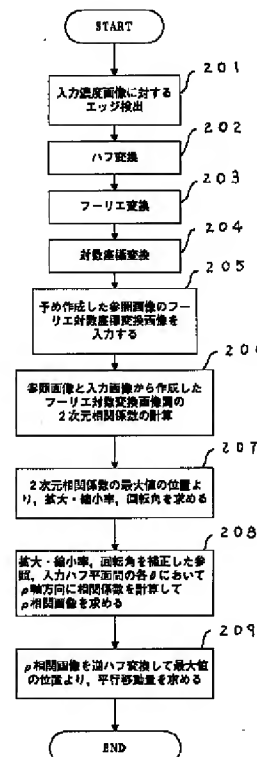 START
201
入力濃度画像に対する
エッジ検出
202
ハフ変換
203
フーリエ変換
204
対数座標変換
205
予め作成した参照画像のフー
リエ対数座標変換画像を
入力する
206
参照画像と入力画像から作成した
フーリエ対数変換画像間の
2次元相関係数の計算
207
2次元相関係数の最大値の位置
より,拡大・縮小率,回転角を求める
208
拡大・縮小率,回転角を補正した参
照,入力ハフ平面間の各θにおいて
ρ軸方向に相関係数を計算して
ρ相関画像を求める
209
ρ相関画像を逆ハフ変換して最大値
の位置より,平行移動量を求める
END